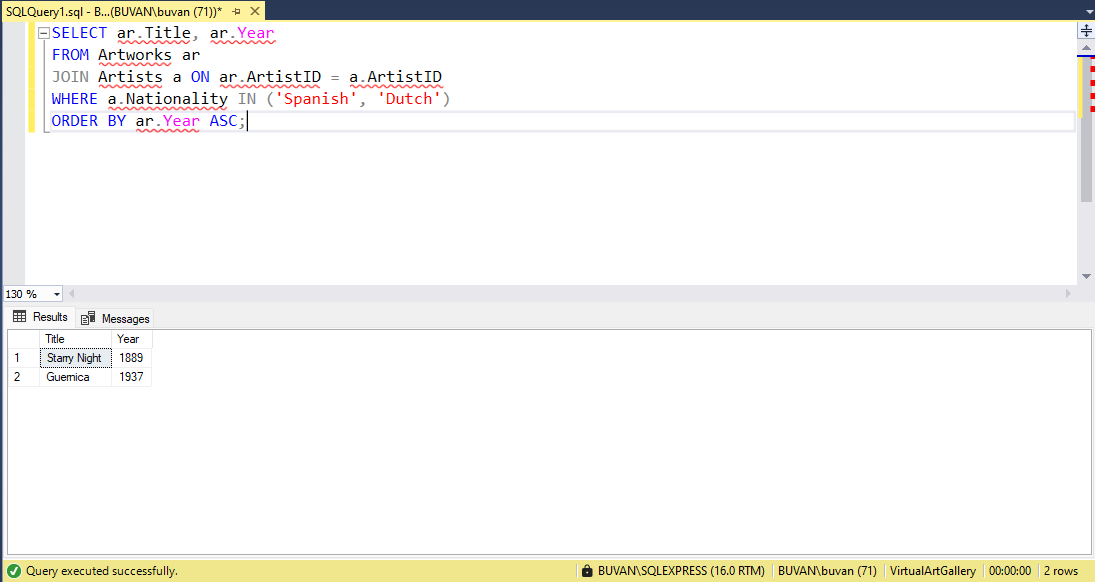 SQLQuery1.sql - B...(BUVAN\buvan (71))*
SELECT ar.Title, ar.Year
FROM Artworks ar
JOIN Artists a ON ar.ArtistID = a.ArtistID
WHERE a.Nationality IN ('Spanish', 'Dutch')
ORDER BY ar.Year ASC;
130 %
Results Messages
Title Year
1 Starry Night 1889
2 Guernica 1937
Query executed successfully. BUVAN\SQLEXPRESS (16.0 RTM) BUVAN\buvan (71) VirtualArtGallery 00:00:00 2 rows